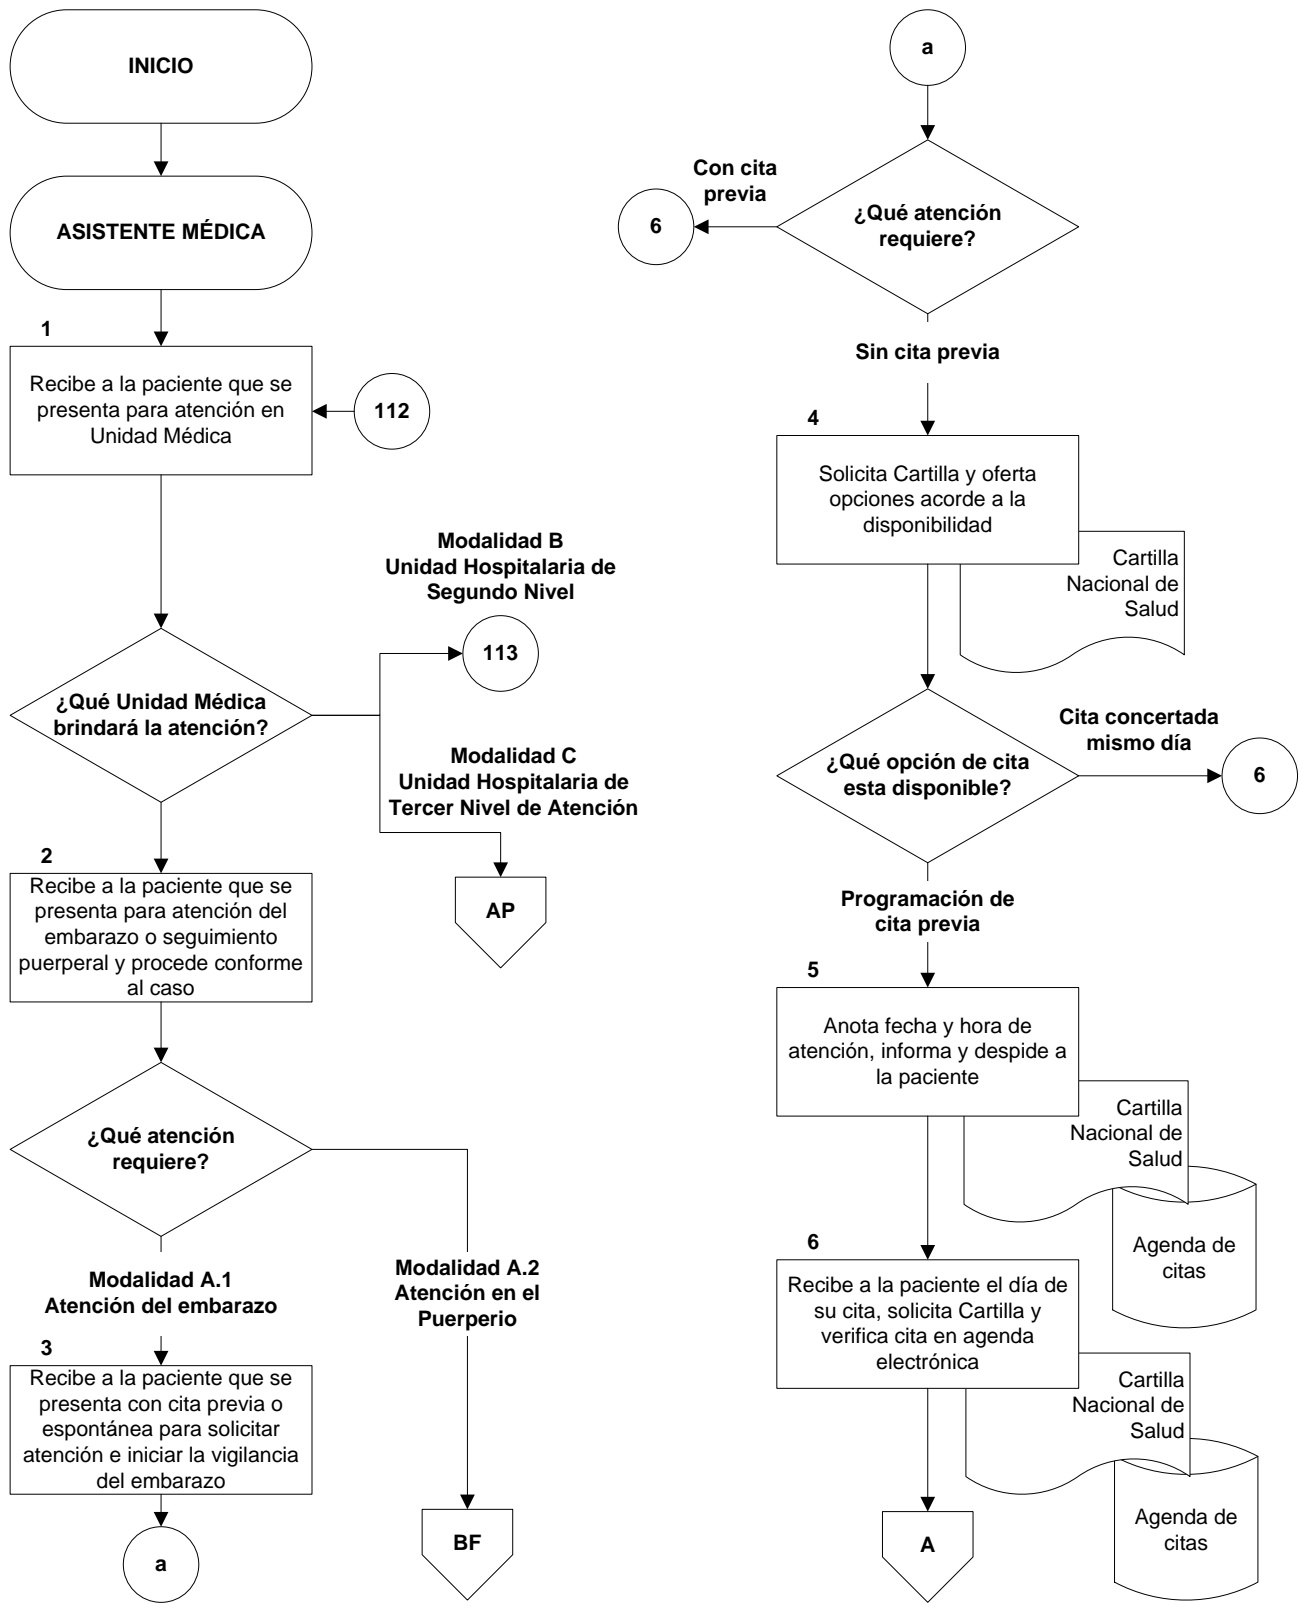 INICIO
ASISTENTE MÉDICA
1
Recibe a la paciente que se
presenta para atención en
Unidad Médica
112
Modalidad B
Unidad Hospitalaria de
Segundo Nivel
113
¿Qué Unidad Médica
brindará la atención?
Modalidad C
Unidad Hospitalaria de
Tercer Nivel de Atención
AP
2
Recibe a la paciente que se
presenta para atención del
embarazo o seguimiento
puerperal y procede conforme
al caso
¿Qué atención
requiere?
Modalidad A.1
Atención del embarazo
Modalidad A.2
Atención en el
Puerperio
3
Recibe a la paciente que se
presenta con cita previa o
espontánea para solicitar
atención e iniciar la vigilancia
del embarazo
a
BF
a
Con cita
previa
6
¿Qué atención
requiere?
Sin cita previa
4
Solicita Cartilla y oferta
opciones acorde a la
disponibilidad
Cartilla
Nacional de
Salud
¿Qué opción de cita
esta disponible?
Cita concertada
mismo día
6
Programación de
cita previa
5
Anota fecha y hora de
atención, informa y despide a
la paciente
Cartilla
Nacional de
Salud
Agenda de
citas
6
Recibe a la paciente el día de
su cita, solicita Cartilla y
verifica cita en agenda
electrónica
Cartilla
Nacional de
Salud
Agenda de
citas
A